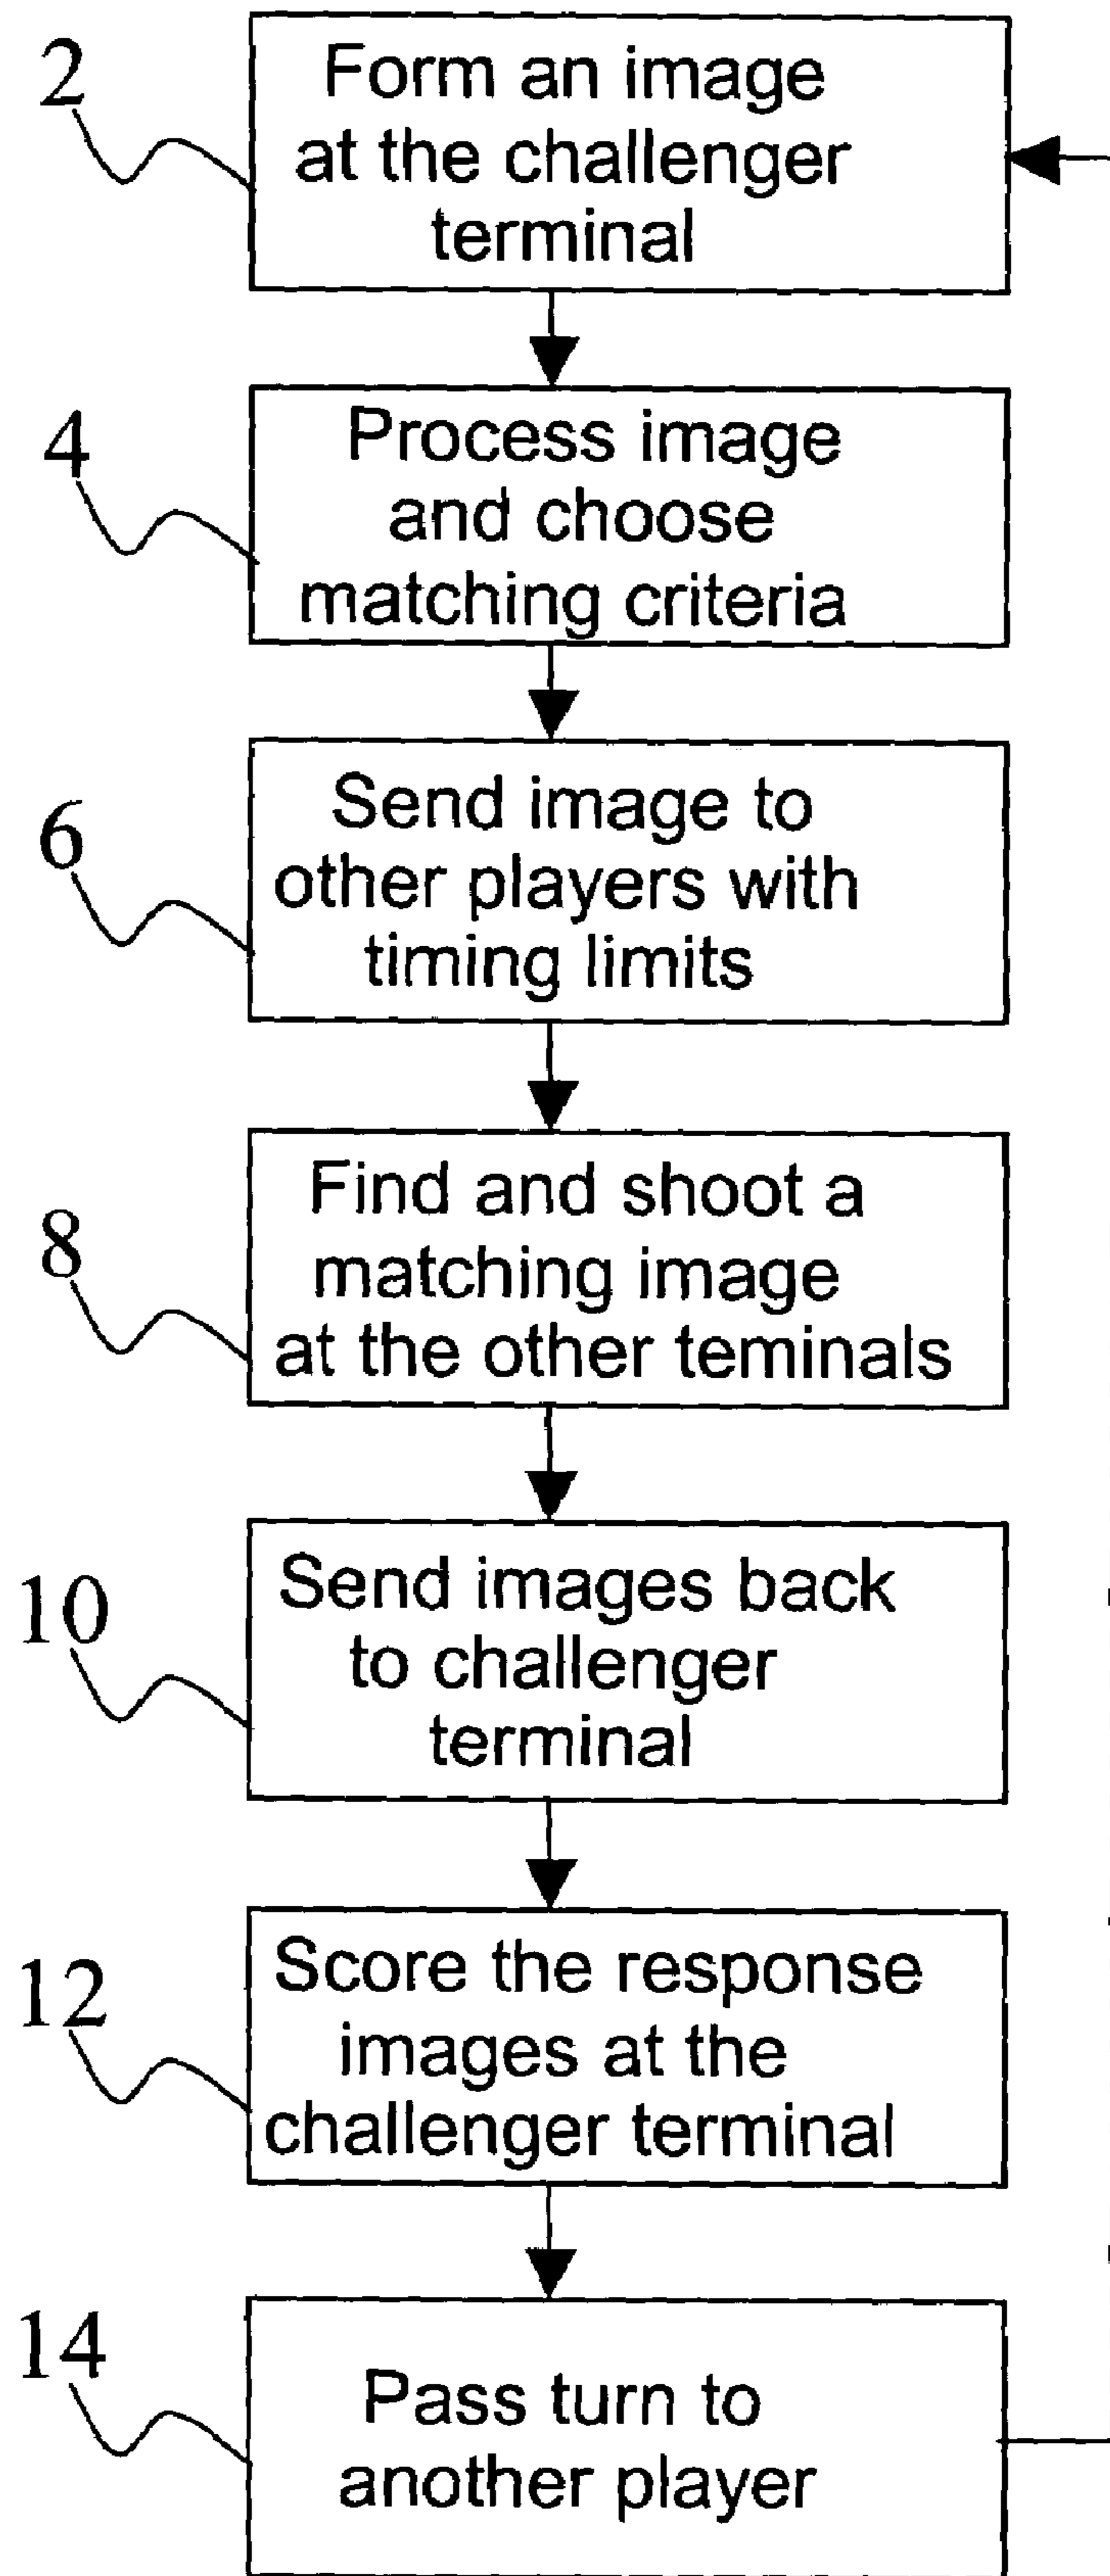 2
Form an image
at the challenger
terminal
4
Process image
and choose
matching criteria
6
Send image to
other players with
timing limits
8
Find and shoot a
matching image
at the other teminals
10
Send images back
to challenger
terminal
12
Score the response
images at the
challenger terminal
14
Pass turn to
another player